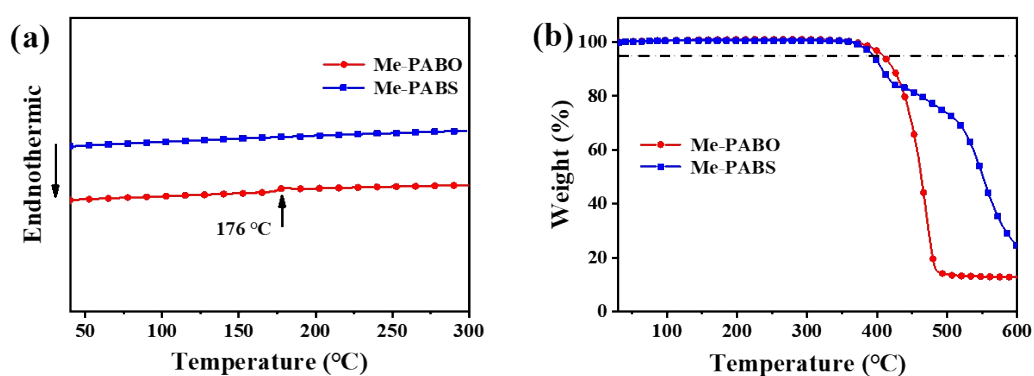 (a)
Me-PABO
Me-PABS
Endnothermic
176 °C
50
100
150
200
250
300
Temperature (°C)
(b)
100
80
60
40
20
0
Weight (%)
Me-PABO
Me-PABS
100
200
300
400
500
600
Temperature (°C)